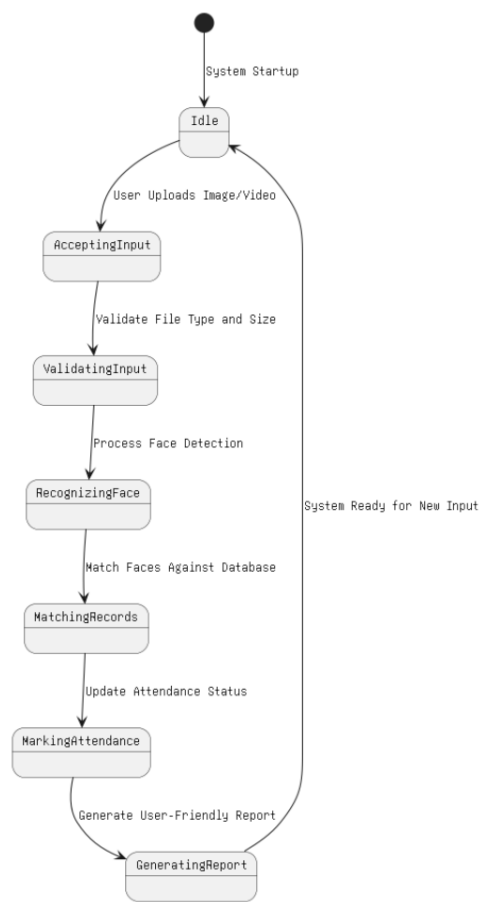 System Startup
Idle
User Uploads Image/Video
AcceptingInput
Validate File Type and Size
ValidatingInput
Process Face Detection
RecognizingFace
System Ready for New Input
Match Faces Against Database
MatchingRecords
Update Attendance Status
MarkingAttendance
Generate User-Friendly Report
GeneratingReport